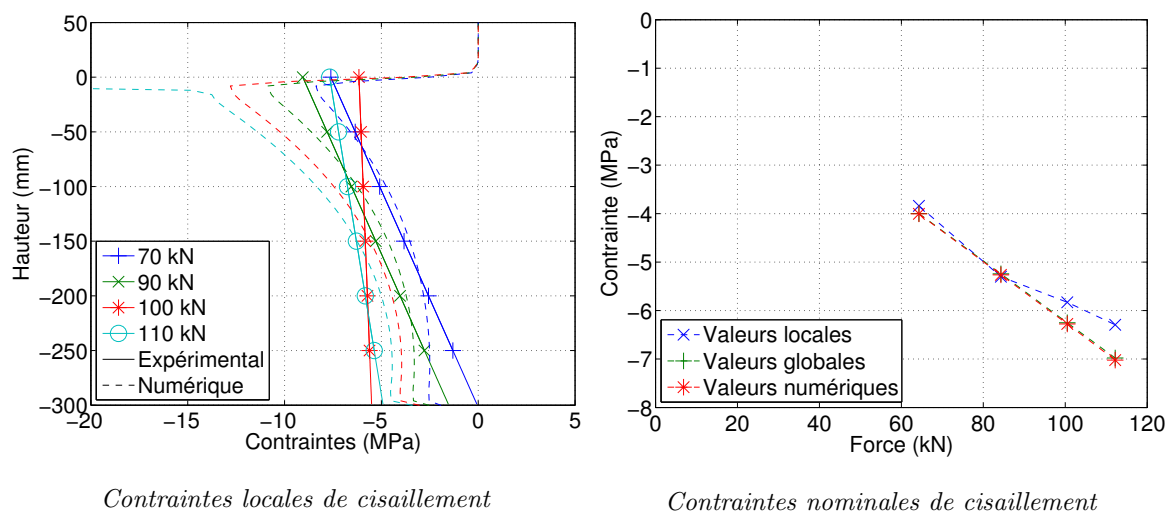 50
0
−50
−100
−150
−200
−250
−300
Hauteur (mm)
−20
−15
−10
−5
0
5
Contraintes (MPa)
70 kN
90 kN
100 kN
110 kN
Expérimental
Numérique
Contraintes locales de cisaillement
0
−1
−2
−3
−4
−5
−6
−7
−8
Contrainte (MPa)
0
20
40
60
80
100
120
Force (kN)
Valeurs locales
Valeurs globales
Valeurs numériques
Contraintes nominales de cisaillement